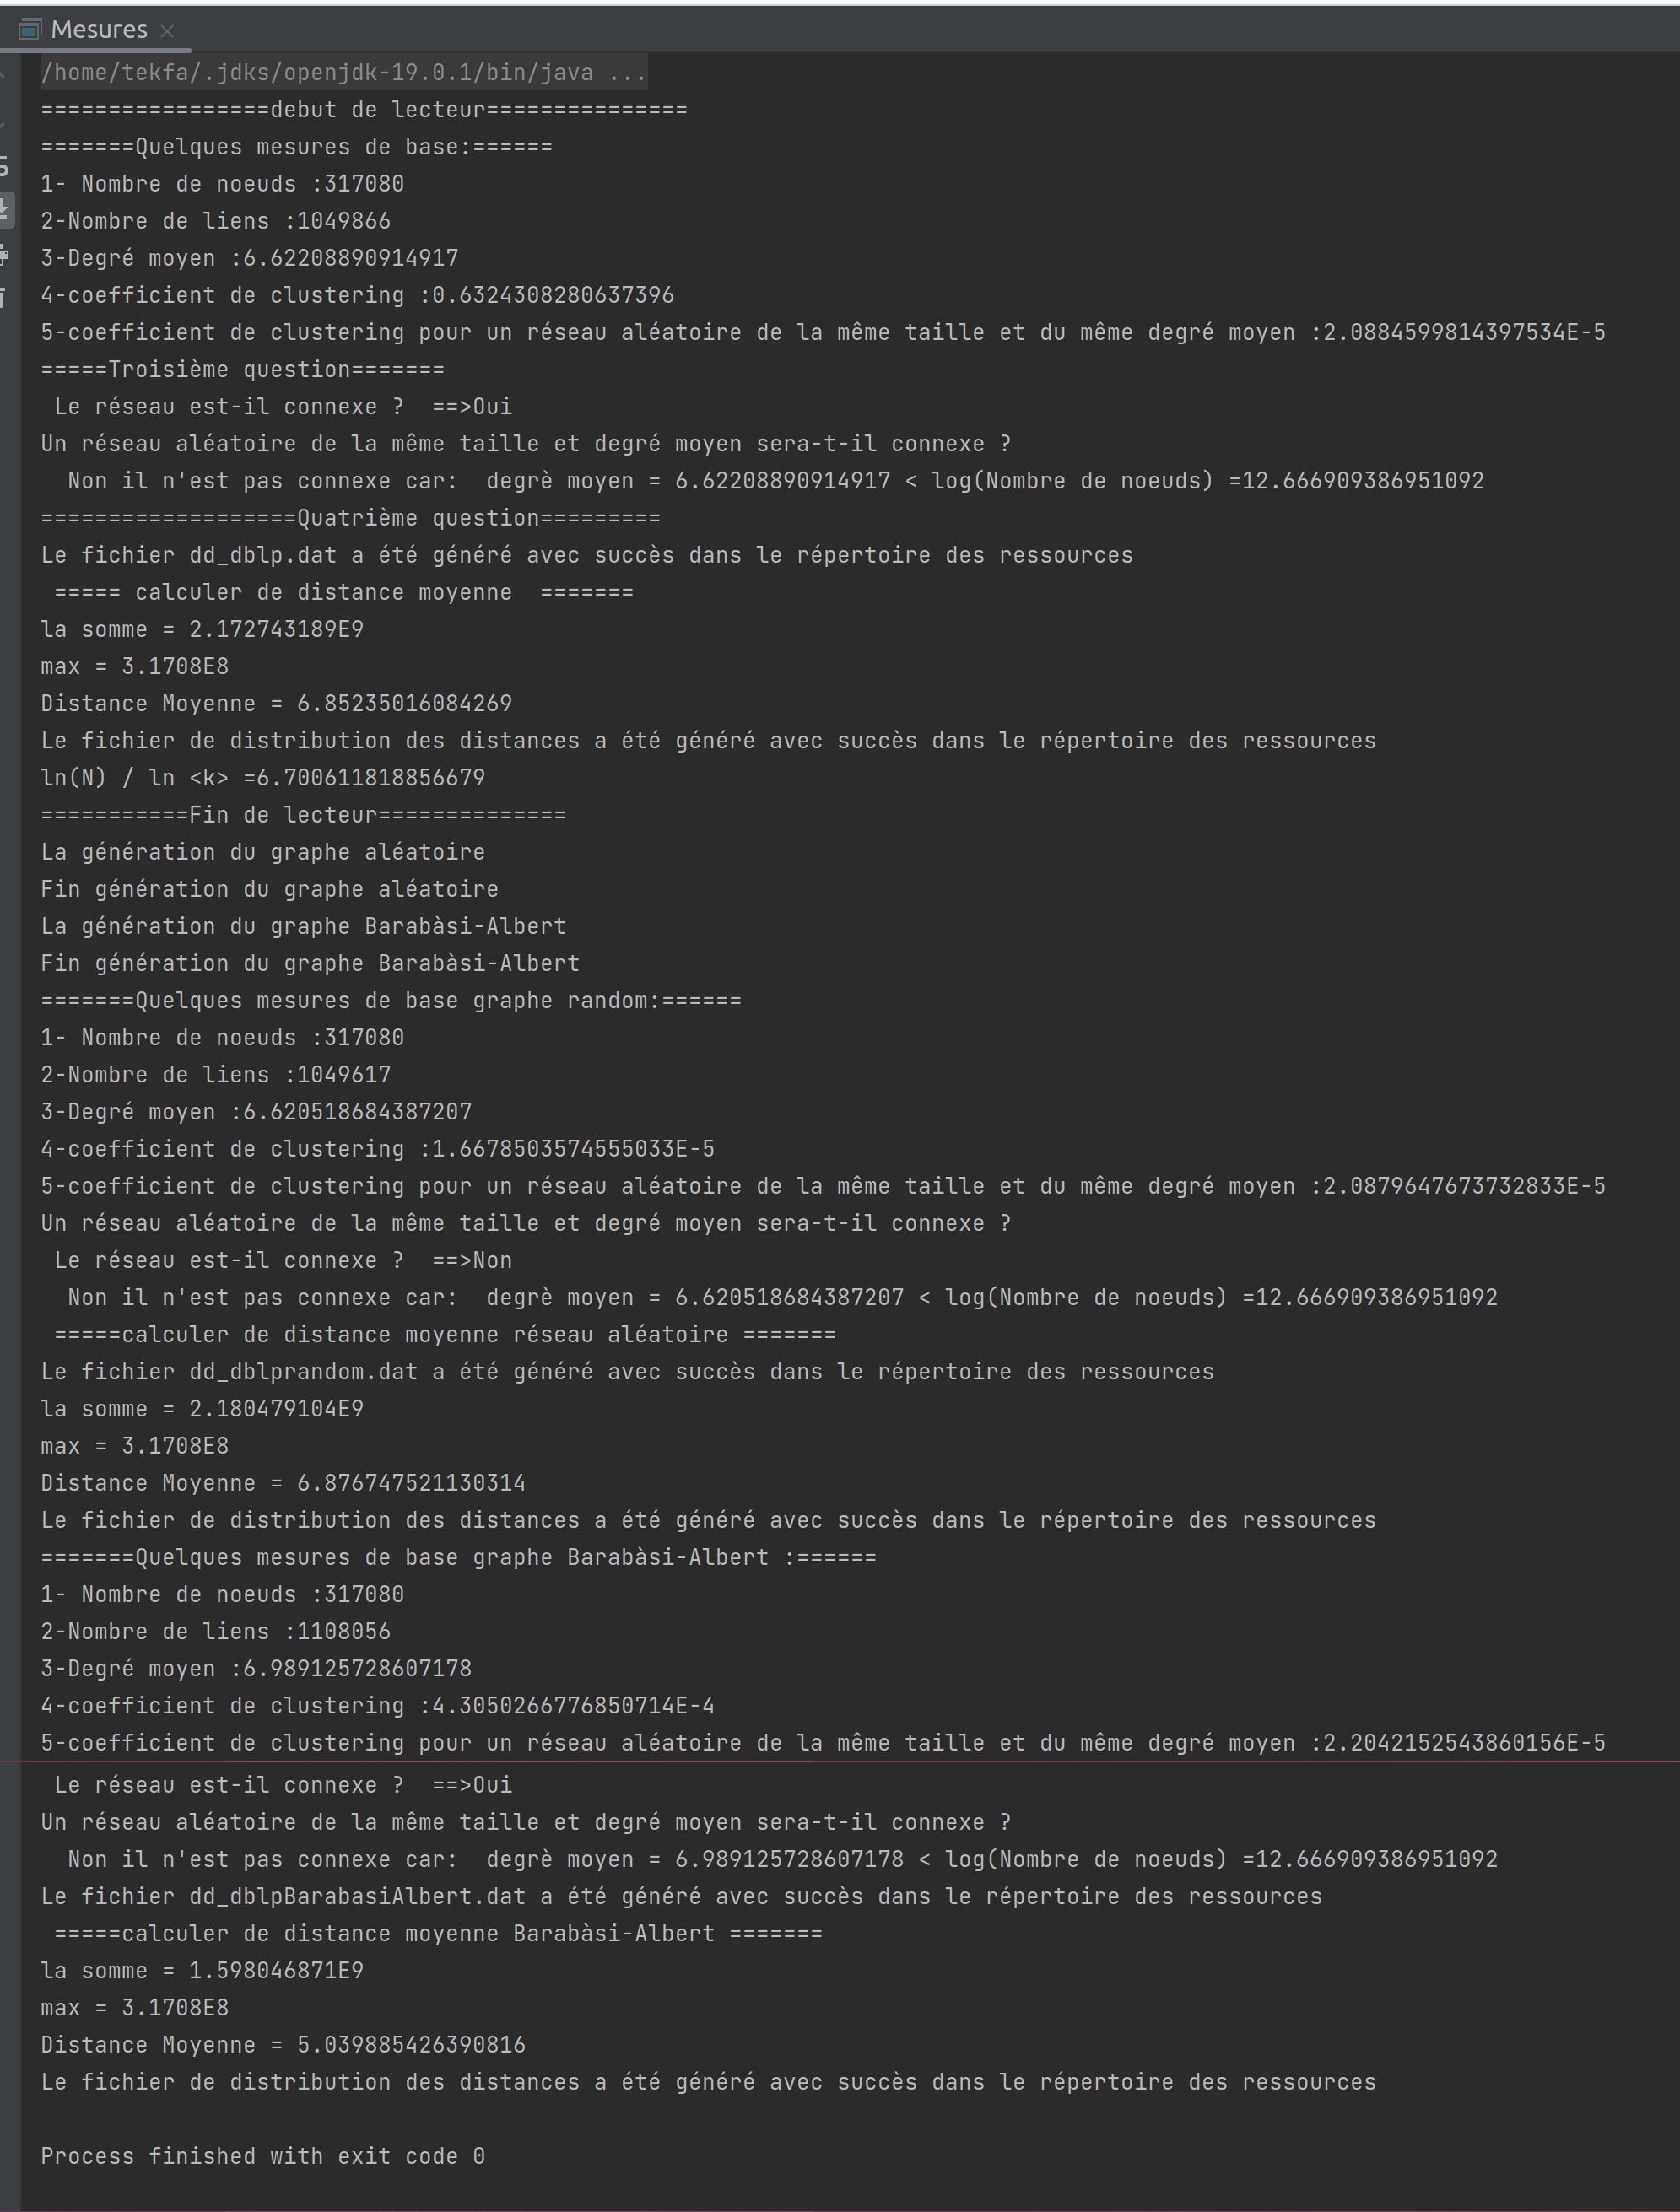 Mesures
/home/tekfa/.jdks/openjdk-19.0.1/bin/java ...
=================debut de lecteur===============
=======Quelques mesures de base:======
1- Nombre de noeuds :317080
2-Nombre de liens :1049866
3-Degré moyen :6.62208890914917
4-coefficient de clustering :0.6324308280637396
5-coefficient de clustering pour un réseau aléatoire de la même taille et du même degré moyen :2.0884599814397534E-5
=====Troisième question=======
 Le réseau est-il connexe ?  ==>Oui
Un réseau aléatoire de la même taille et degré moyen sera-t-il connexe ?
  Non il n'est pas connexe car:  degrè moyen = 6.62208890914917 < log(Nombre de noeuds) =12.666909386951092
===================Quatrième question=========
Le fichier dd_dblp.dat a été généré avec succès dans le répertoire des ressources
 ===== calculer de distance moyenne  =======
la somme = 2.172743189E9
max = 3.1708E8
Distance Moyenne = 6.85235016084269
Le fichier de distribution des distances a été généré avec succès dans le répertoire des ressources
ln(N) / ln <k> =6.700611818856679
===========Fin de lecteur==============
La génération du graphe aléatoire
Fin génération du graphe aléatoire
La génération du graphe Barabàsi-Albert
Fin génération du graphe Barabàsi-Albert
=======Quelques mesures de base graphe random:======
1- Nombre de noeuds :317080
2-Nombre de liens :1049617
3-Degré moyen :6.620518684387207
4-coefficient de clustering :1.6678503574555033E-5
5-coefficient de clustering pour un réseau aléatoire de la même taille et du même degré moyen :2.0879647673732833E-5
Un réseau aléatoire de la même taille et degré moyen sera-t-il connexe ?
 Le réseau est-il connexe ?  ==>Non
  Non il n'est pas connexe car:  degrè moyen = 6.620518684387207 < log(Nombre de noeuds) =12.666909386951092
 =====calculer de distance moyenne réseau aléatoire =======
Le fichier dd_dblprandom.dat a été généré avec succès dans le répertoire des ressources
la somme = 2.180479104E9
max = 3.1708E8
Distance Moyenne = 6.876747521130314
Le fichier de distribution des distances a été généré avec succès dans le répertoire des ressources
=======Quelques mesures de base graphe Barabàsi-Albert :======
1- Nombre de noeuds :317080
2-Nombre de liens :1108056
3-Degré moyen :6.989125728607178
4-coefficient de clustering :4.3050266776850714E-4
5-coefficient de clustering pour un réseau aléatoire de la même taille et du même degré moyen :2.2042152543860156E-5
 Le réseau est-il connexe ?  ==>Oui
Un réseau aléatoire de la même taille et degré moyen sera-t-il connexe ?
  Non il n'est pas connexe car:  degrè moyen = 6.989125728607178 < log(Nombre de noeuds) =12.666909386951092
Le fichier dd_dblpBarabasiAlbert.dat a été généré avec succès dans le répertoire des ressources
 =====calculer de distance moyenne Barabàsi-Albert =======
la somme = 1.598046871E9
max = 3.1708E8
Distance Moyenne = 5.039885426390816
Le fichier de distribution des distances a été généré avec succès dans le répertoire des ressources
Process finished with exit code 0